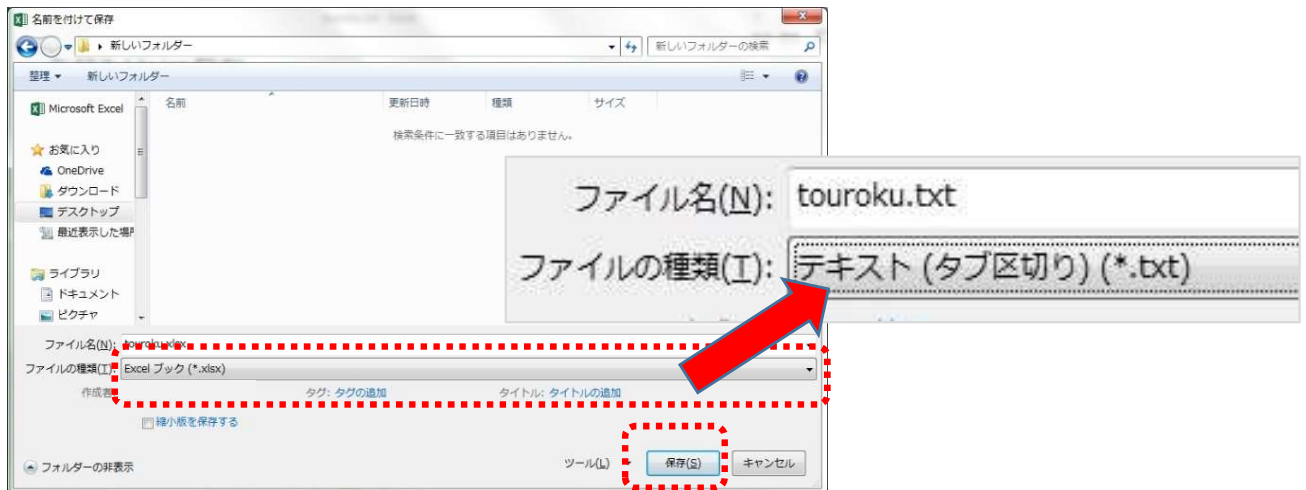 名前を付けて保存
新しいフォルダー
新しいフォルダーの検索
整理 新しいフォルダー
Microsoft Excel
名前 更新日時 種類 サイズ
検索条件に一致する項目はありません。
お気に入り
OneDrive
ダウンロード
デスクトップ
最近表示した場所
ライブラリ
ドキュメント
ピクチャ
ファイル名(N): touroku.txt
ファイルの種類(T): テキスト (タブ区切り) (*.txt)
ファイル名(N): touroku.xlsx
ファイルの種類(T): Excel ブック (*.xlsx)
作成者: タグ: タグの追加 タイトル: タイトルの追加
縮小版を保存する
フォルダーの非表示
ツール(L) 保存(S) キャンセル